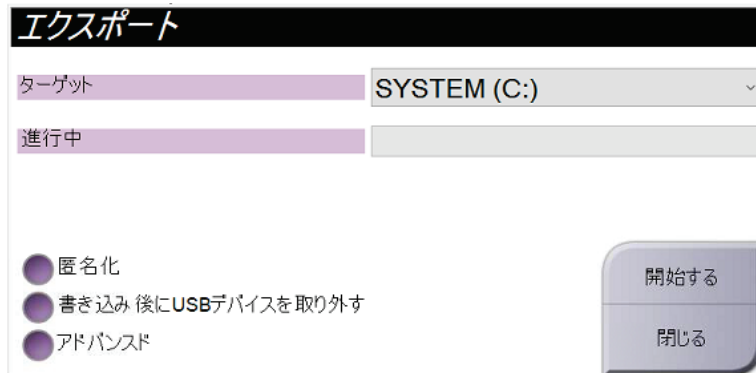 エクスポート
ターゲット SYSTEM (C:)
進行中
匿名化
書き込み後にUSBデバイスを取り外す
アドバンスド
開始する
閉じる